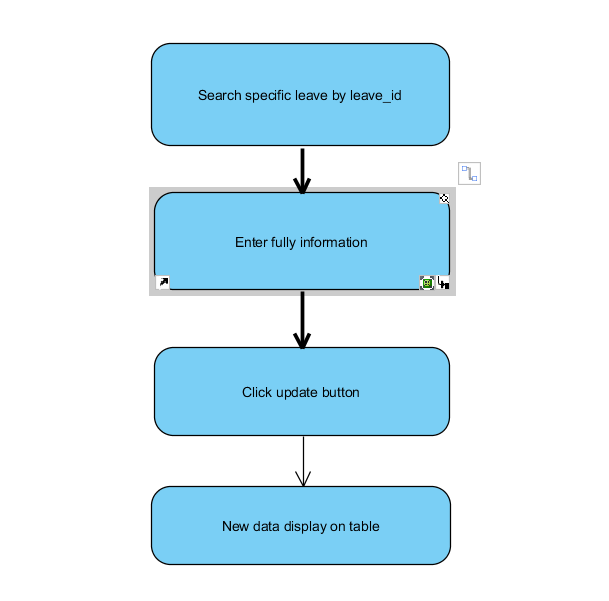 Search specific leave by leave_id
Enter fully information
Click update button
New data display on table